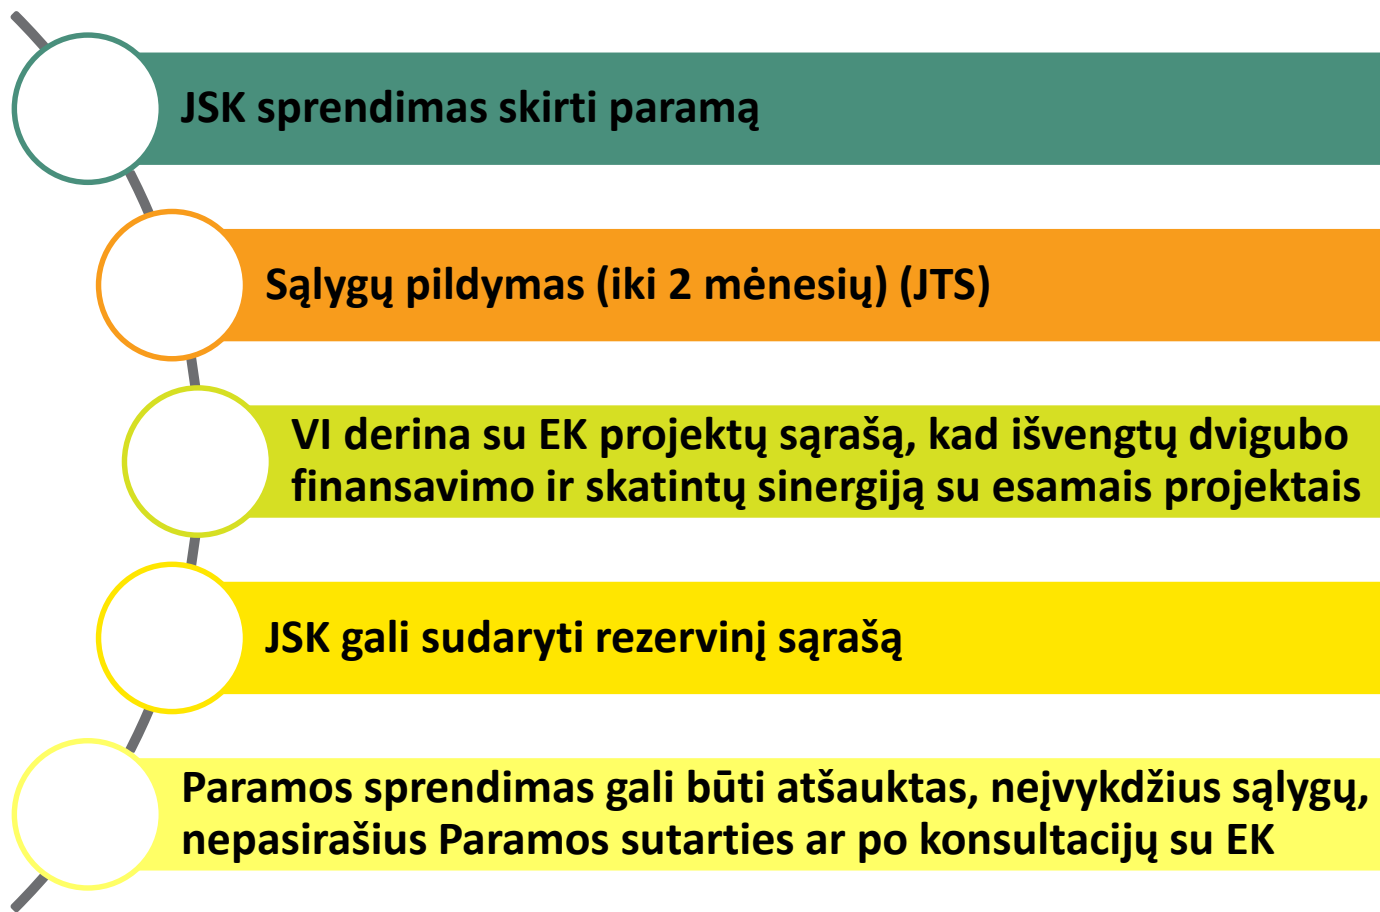 JSK sprendimas skirti paramą
Sąlygų pildymas (iki 2 mėnesių) (JTS)
VI derina su EK projektų sąrašą, kad išvengtų dvigubo
finansavimo ir skatintų sinergiją su esamais projektais
JSK gali sudaryti rezervinį sąrašą
Paramos sprendimas gali būti atšauktas, neįvykdžius sąlygų,
nepasirašius Paramos sutarties ar po konsultacijų su EK